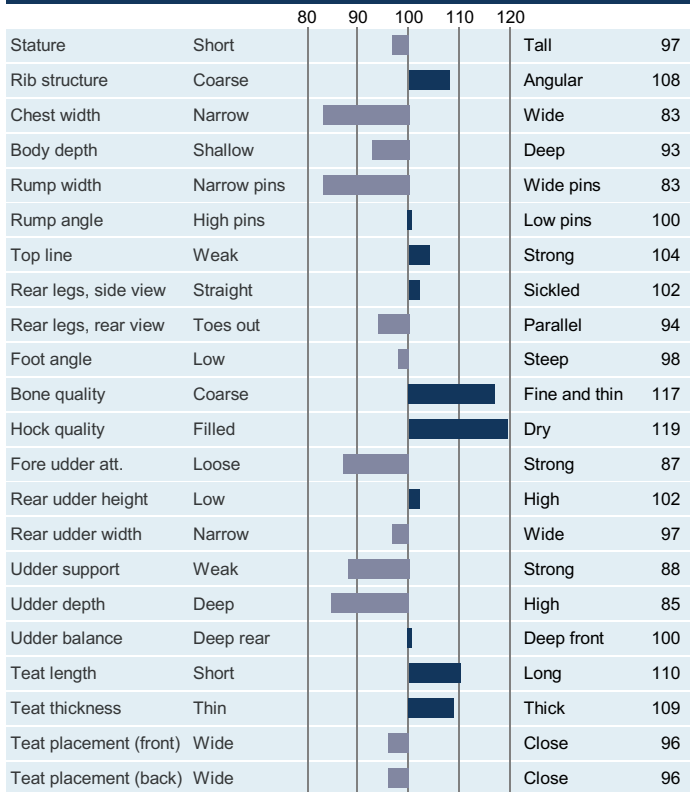 80 90 100 110 120
Stature Short Tall 97
Rib structure Coarse Angular 108
Chest width Narrow Wide 83
Body depth Shallow Deep 93
Rump width Narrow pins Wide pins 83
Rump angle High pins Low pins 100
Top line Weak Strong 104
Rear legs, side view Straight Sickled 102
Rear legs, rear view Toes out Parallel 94
Foot angle Low Steep 98
Bone quality Coarse Fine and thin 117
Hock quality Filled Dry 119
Fore udder att. Loose Strong 87
Rear udder height Low High 102
Rear udder width Narrow Wide 97
Udder support Weak Strong 88
Udder depth Deep High 85
Udder balance Deep rear Deep front 100
Teat length Short Long 110
Teat thickness Thin Thick 109
Teat placement (front) Wide Close 96
Teat placement (back) Wide Close 96